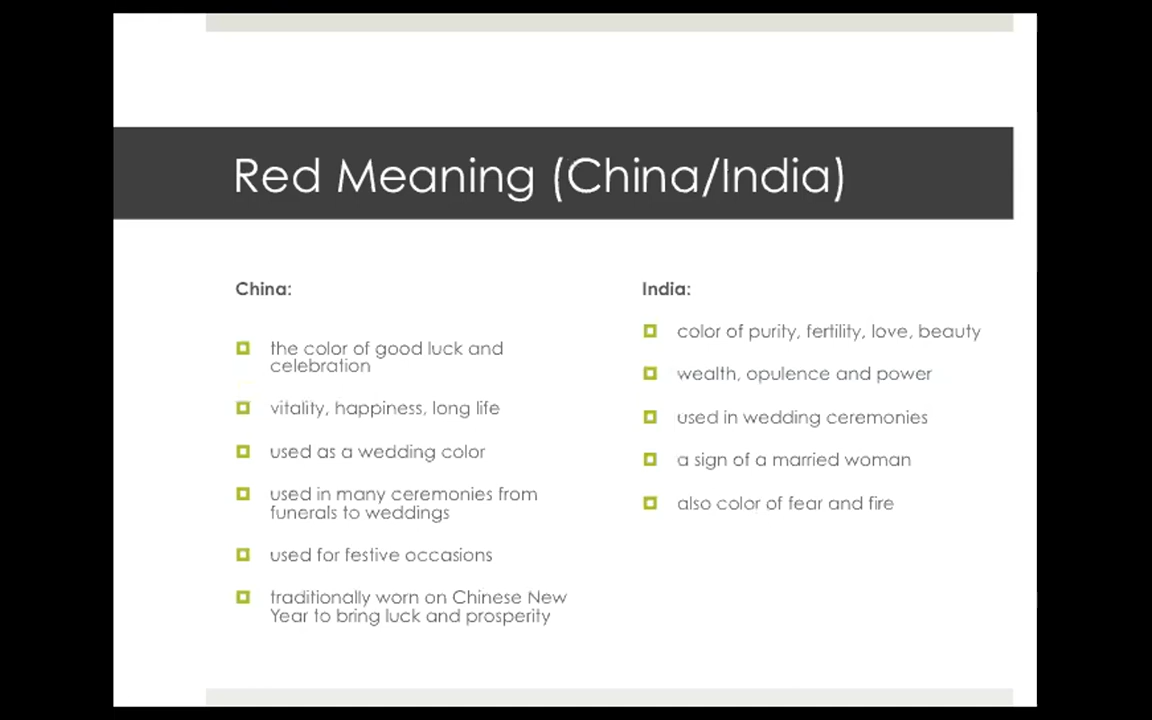 Red Meaning (China/India)
China:
the color of good luck and
celebration
vitality, happiness, long life
used as a wedding color
used in many ceremonies from
funerals to weddings
used for festive occasions
traditionally worn on Chinese New
Year to bring luck and prosperity
India:
color of purity, fertility, love, beauty
wealth, opulence and power
used in wedding ceremonies
a sign of a married woman
also color of fear and fire